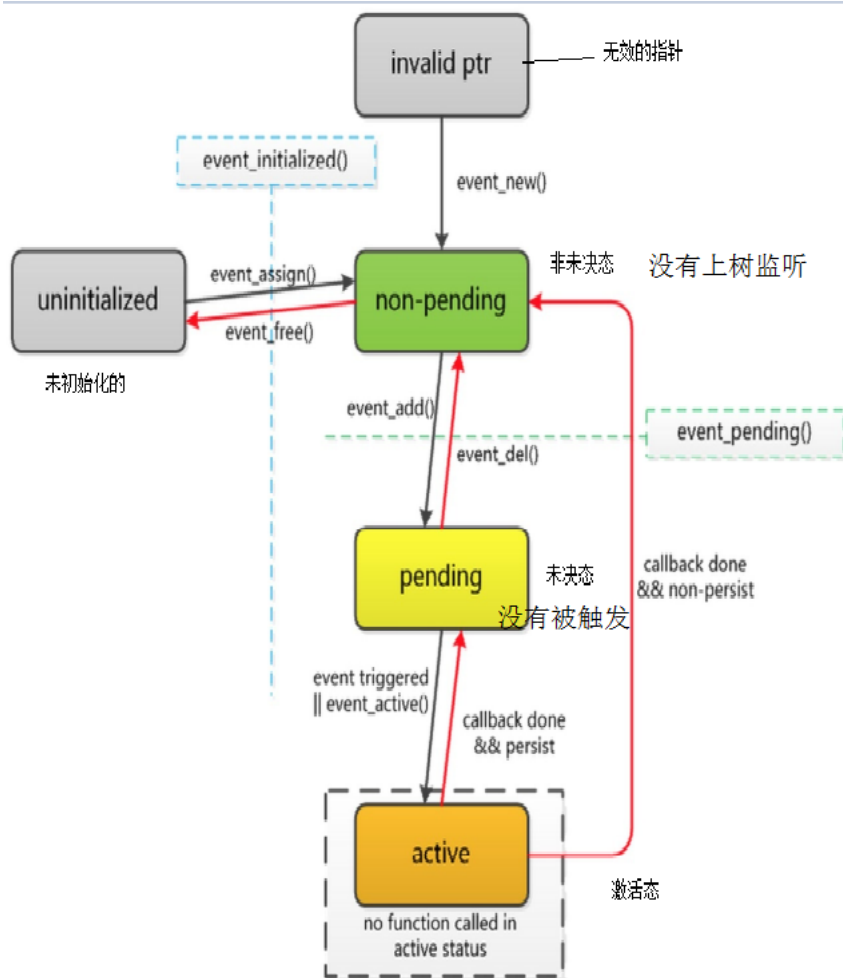 invalid ptr
无效的指针
event_initialized()
event_new()
非未决态
没有上树监听
event_assign()
uninitialized
non-pending
event_free()
未初始化的
event_add()
event_pending()
event_del()
callback done
&& non-persist
pending
未决态
没有被触发
event triggered
|| event_active()
callback done
&& persist
active
激活态
no function called in
active status